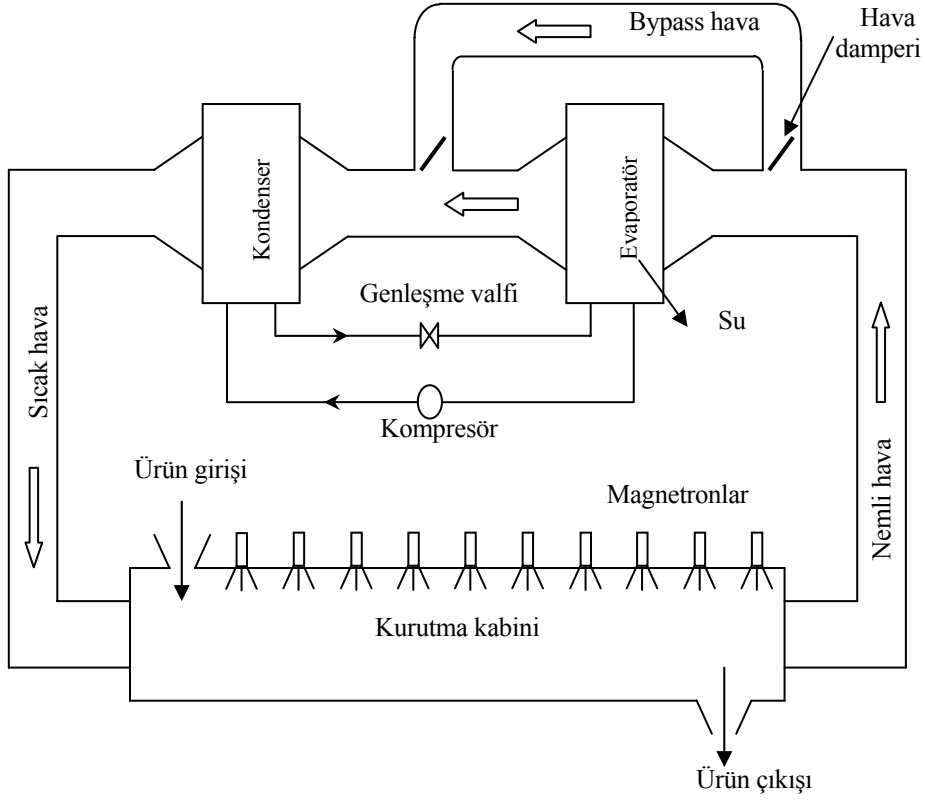 Bypass hava
Hava
damperi
Kondenser
Evaporatör
Genleşme valfi
Su
Kompresör
Sıcak hava
Nemli hava
Ürün girişi
Magnetronlar
Kurutma kabini
Ürün çıkışı